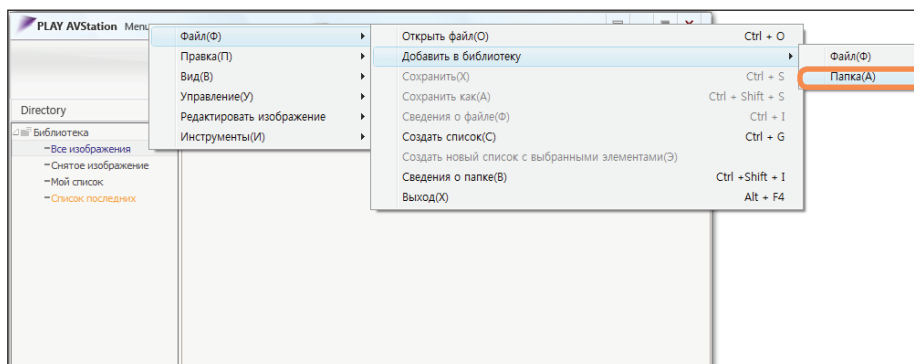 PLAY AVStation Menu
Файл(Ф)
Правка(П)
Вид(В)
Управление(У)
Редактировать изображение
Инструменты(И)
Открыть файл(О) Ctrl + O
Добавить в библиотеку
Сохранить(Х) Ctrl + S
Сохранить как(А) Ctrl + Shift + S
Сведения о файле(Ф) Ctrl + I
Создать список(С) Ctrl + G
Создать новый список с выбранными элементами(Э)
Сведения о папке(В) Ctrl +Shift + I
Выход(Х) Alt + F4
Файл(Ф)
Папка(А)
Directory
Библиотека
Все изображения
Снятое изображение
Мой список
Список последних